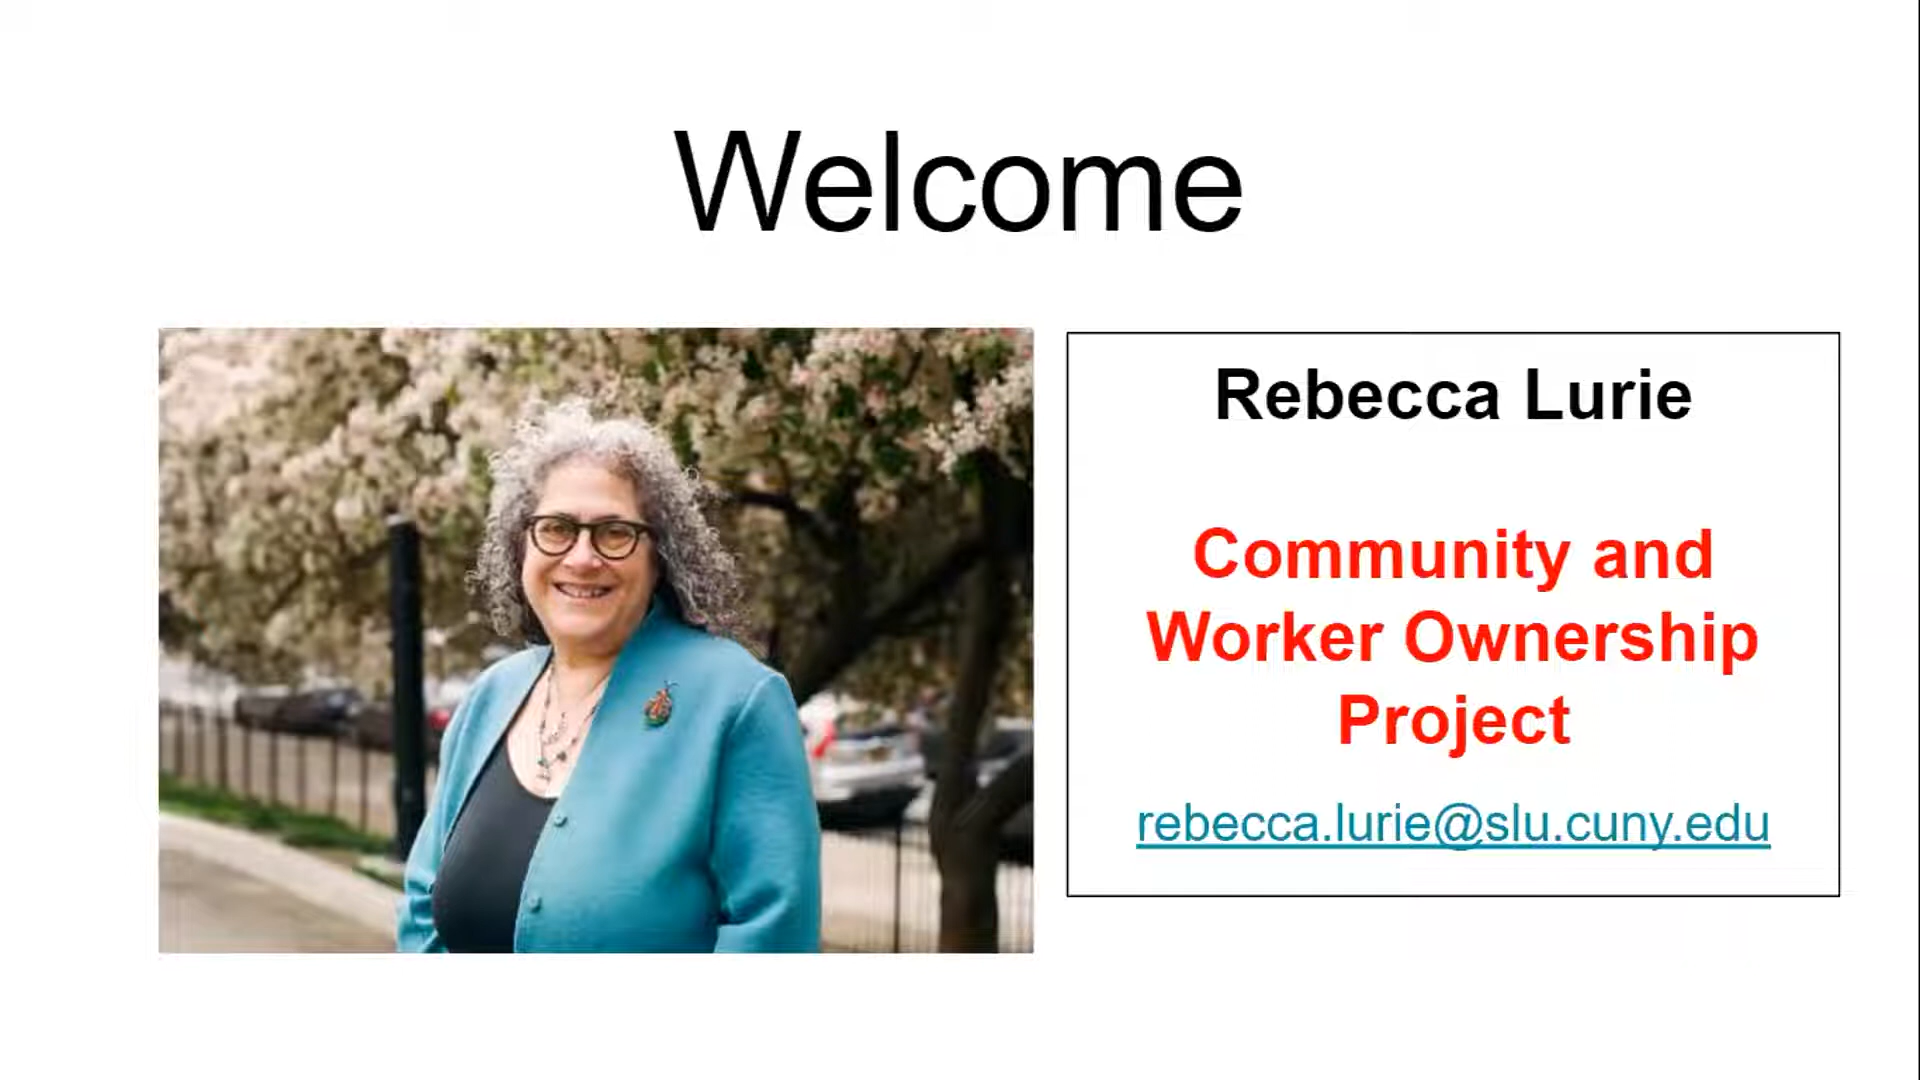 Welcome
Rebecca Lurie
Community and
Worker Ownership
Project
rebecca.lurie@slu.cuny.edu